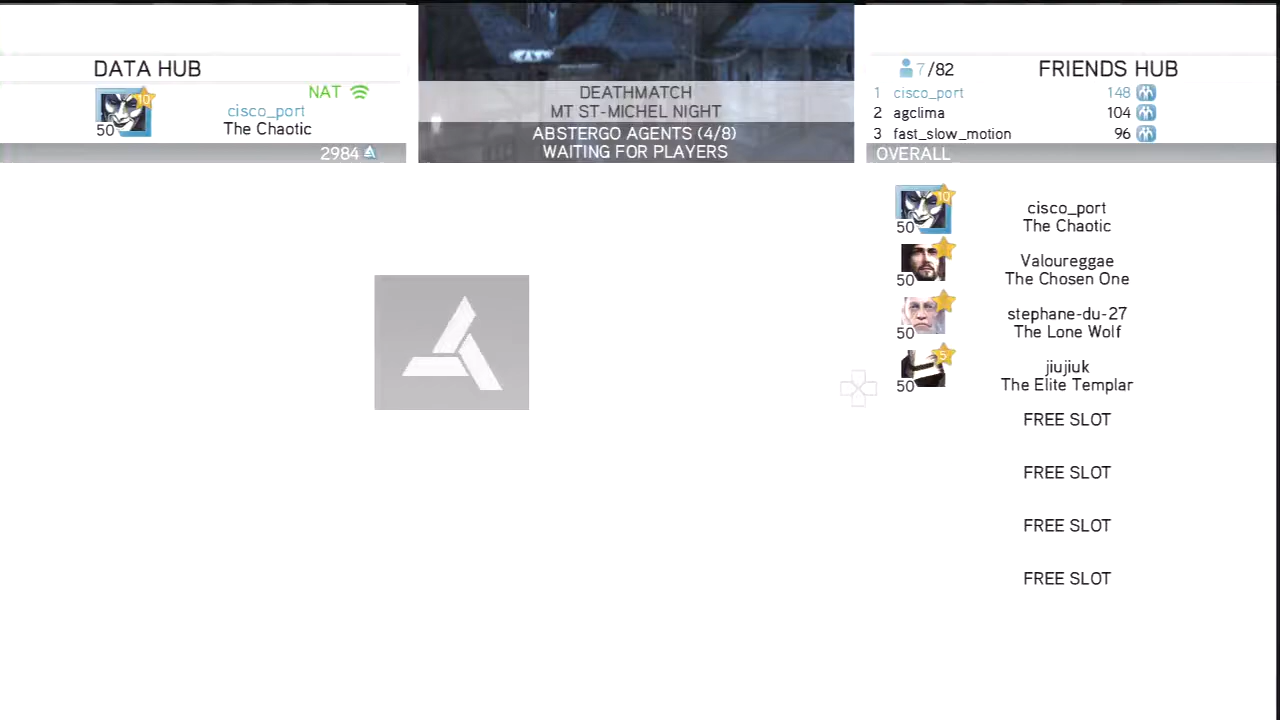 DATA HUB
NAT
10
50
cisco_port
The Chaotic
2984
DEATHMATCH
MT ST-MICHEL NIGHT
ABSTERGO AGENTS (4/8)
WAITING FOR PLAYERS
7/82
FRIENDS HUB
1 cisco_port 148
2 agclima 104
3 fast_slow_motion 96
OVERALL
10
50
cisco_port
The Chaotic
50
Valoureggae
The Chosen One
50
stephane-du-27
The Lone Wolf
5
50
jiujiuk
The Elite Templar
FREE SLOT
FREE SLOT
FREE SLOT
FREE SLOT